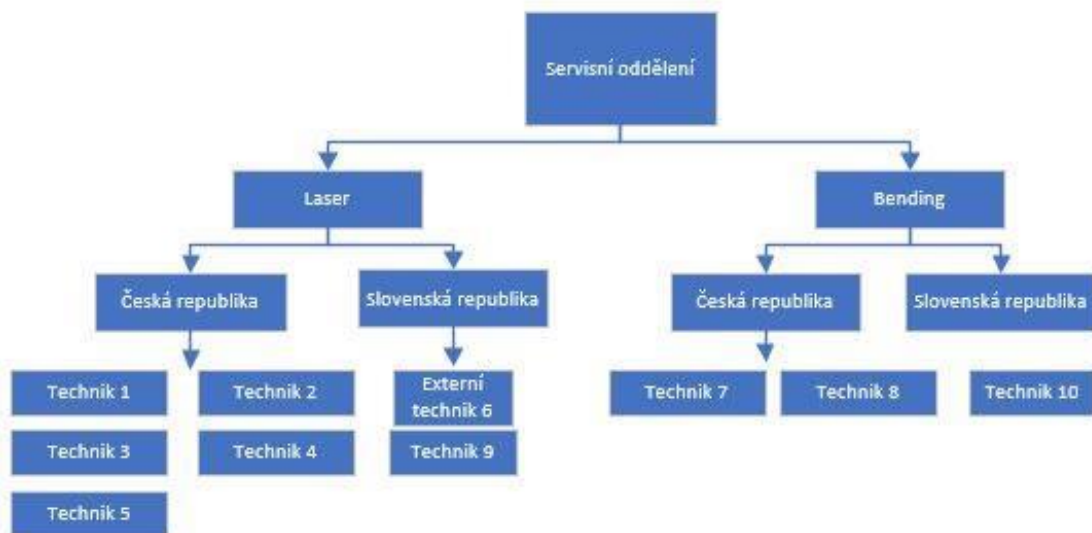 Servisní oddělení
Laser
Bending
Česká republika
Slovenská republika
Česká republika
Slovenská republika
Technik 1
Technik 2
Externí
technik 6
Technik 7
Technik 8
Technik 10
Technik 3
Technik 4
Technik 9
Technik 5